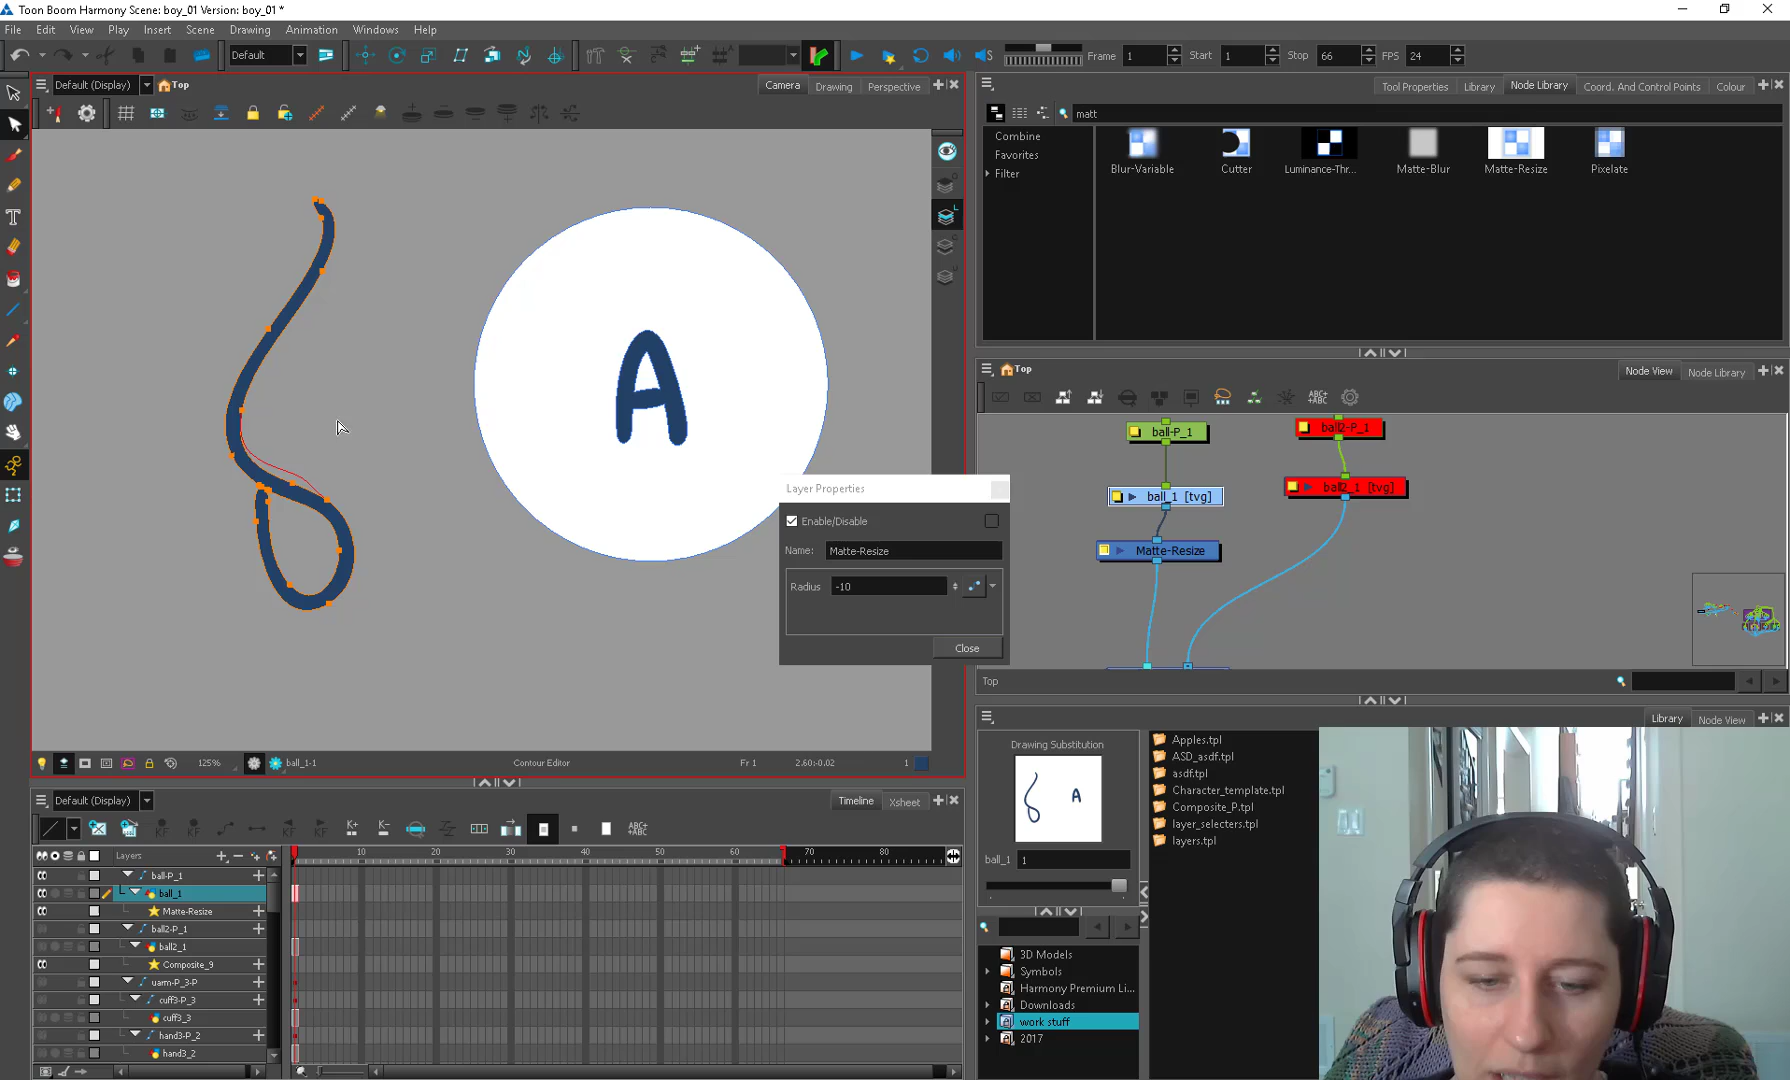 Toon Boom Harmony Scene: boy_01 Version: boy_01 *
File Edit View Play Insert Scene Drawing Animation Windows Help
Default
Frame 1 Start 1 Stop 66 FPS 24
Default (Display) Top Camera Drawing Perspective
Tool Properties Library Node Library Coord. And Control Points Colour
matt
Combine
Favorites
Filter
Blur-Variable Cutter Luminance-Thr... Matte-Blur Matte-Resize Pixelate
A
Top Node View Node Library
ABC+
ABC+
ball-P_1 ball2-P_1
ball_1 [tvg] ball2_1 [tvg]
Matte-Resize
Layer Properties
Enable/Disable
Name: Matte-Resize
Radius -10
Close
Top
125% ball_1-1 Contour Editor Fr 1 2.60:-0.02 1
Library Node View
Drawing Substitution
A
ball_1 1
Apples.tpl
ASD_asdf.tpl
asdf.tpl
Character_template.tpl
Composite_P.tpl
layer_selecters.tpl
layers.tpl
3D Models
Symbols
Harmony Premium Li...
Downloads
work stuff
2017
Default (Display) Timeline Xsheet
KF KF KF KF K+ K- ABC+
ABC+
Layers 10 20 30 40 50 60 70 80
ball-P_1
ball_1
Matte-Resize
ball2-P_1
ball2_1
Composite_9
uarm-P_3-P
cuff3-P_3
cuff3_3
hand3-P_2
hand3_2